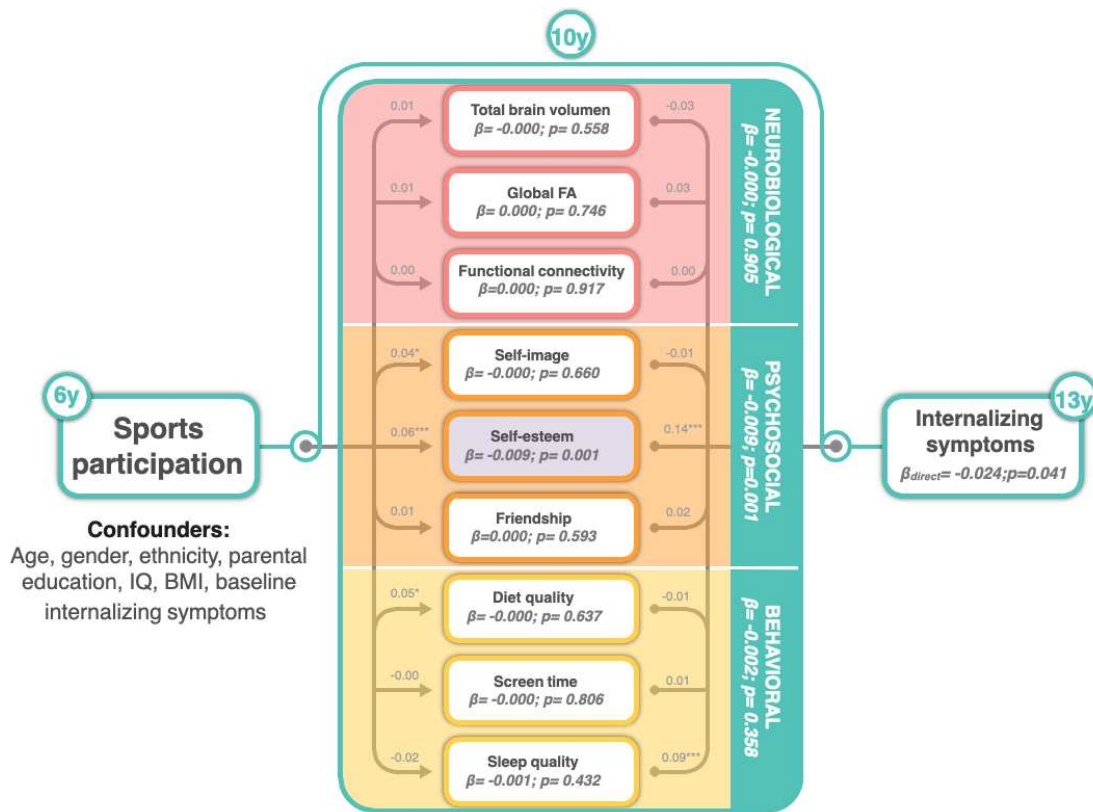 10y
0.01
Total brain volumen
β= -0.000; p= 0.558
-0.03
0.01
Global FA
β= 0.000; p= 0.746
0.03
0.00
Functional connectivity
β=0.000; p= 0.917
0.00
NEUROBIOLOGICAL
β= -0.000; p= 0.905
0.04*
Self-image
β= -0.000; p= 0.660
-0.01
0.06***
Self-esteem
β= -0.009; p= 0.001
0.14***
0.01
Friendship
β=0.000; p= 0.593
0.02
PSYCHOSOCIAL
β= -0.009; p=0.001
0.05*
Diet quality
β= -0.000; p= 0.637
-0.01
-0.00
Screen time
β= -0.000; p= 0.806
0.01
-0.02
Sleep quality
β= -0.001; p= 0.432
0.09***
BEHAVIORAL
β= -0.002; p= 0.358
6y
Sports
participation
Confounders:
Age, gender, ethnicity, parental
education, IQ, BMI, baseline
internalizing symptoms
13y
Internalizing
symptoms
βdirect= -0.024;p=0.041